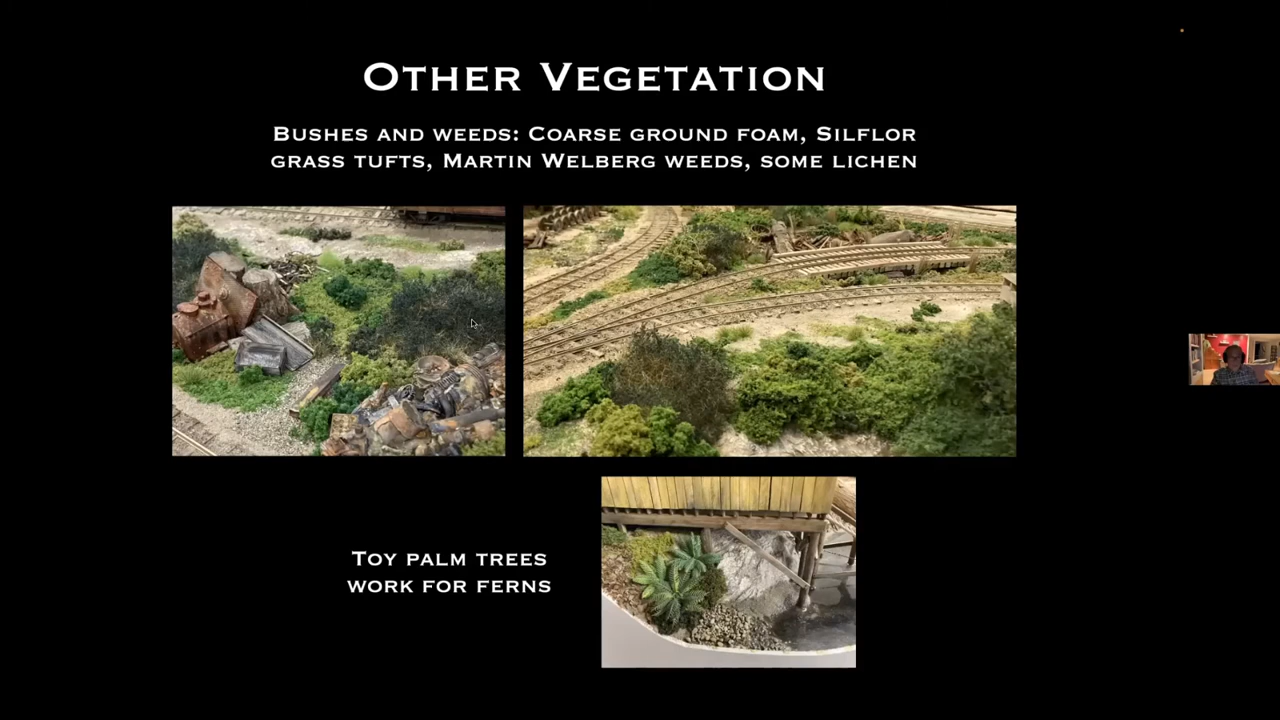 Other Vegetation
Bushes and weeds: Coarse ground foam, Silflor
grass tufts, Martin Welberg weeds, some lichen
Toy palm trees
work for ferns